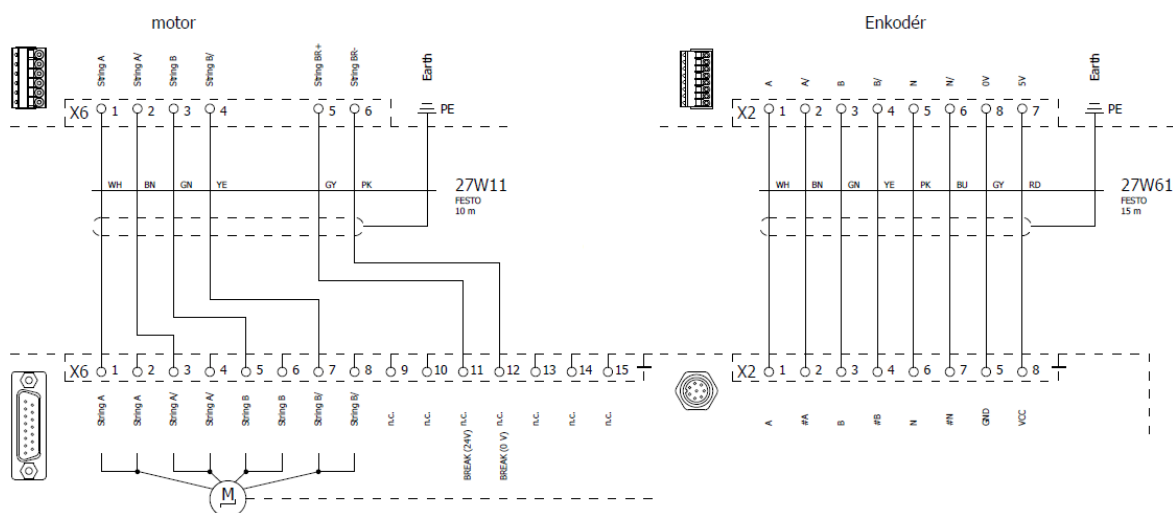 motor
Enkodér
String A
String A/
String B
String B/
String BR+
String BR-
Earth
A
A/
B
B/
N
N/
0V
5V
Earth
X6 1 2 3 4 5 6 PE
X2 1 2 3 4 5 6 8 7 PE
WH BN GN YE GY PK 27W11
FESTO
10 m
WH BN GN YE PK BU GY RD 27W61
FESTO
15 m
X6 1 2 3 4 5 6 7 8 9 10 11 12 13 14 15
X2 1 2 3 4 6 7 5 8
String A
String A
String A/
String A/
String B
String B
String B/
String B/
n.c.
n.c.
n.c.
BREAK (24V)
n.c.
BREAK (0 V)
n.c.
n.c.
n.c.
A
#A
B
#B
N
#N
GND
VCC
M